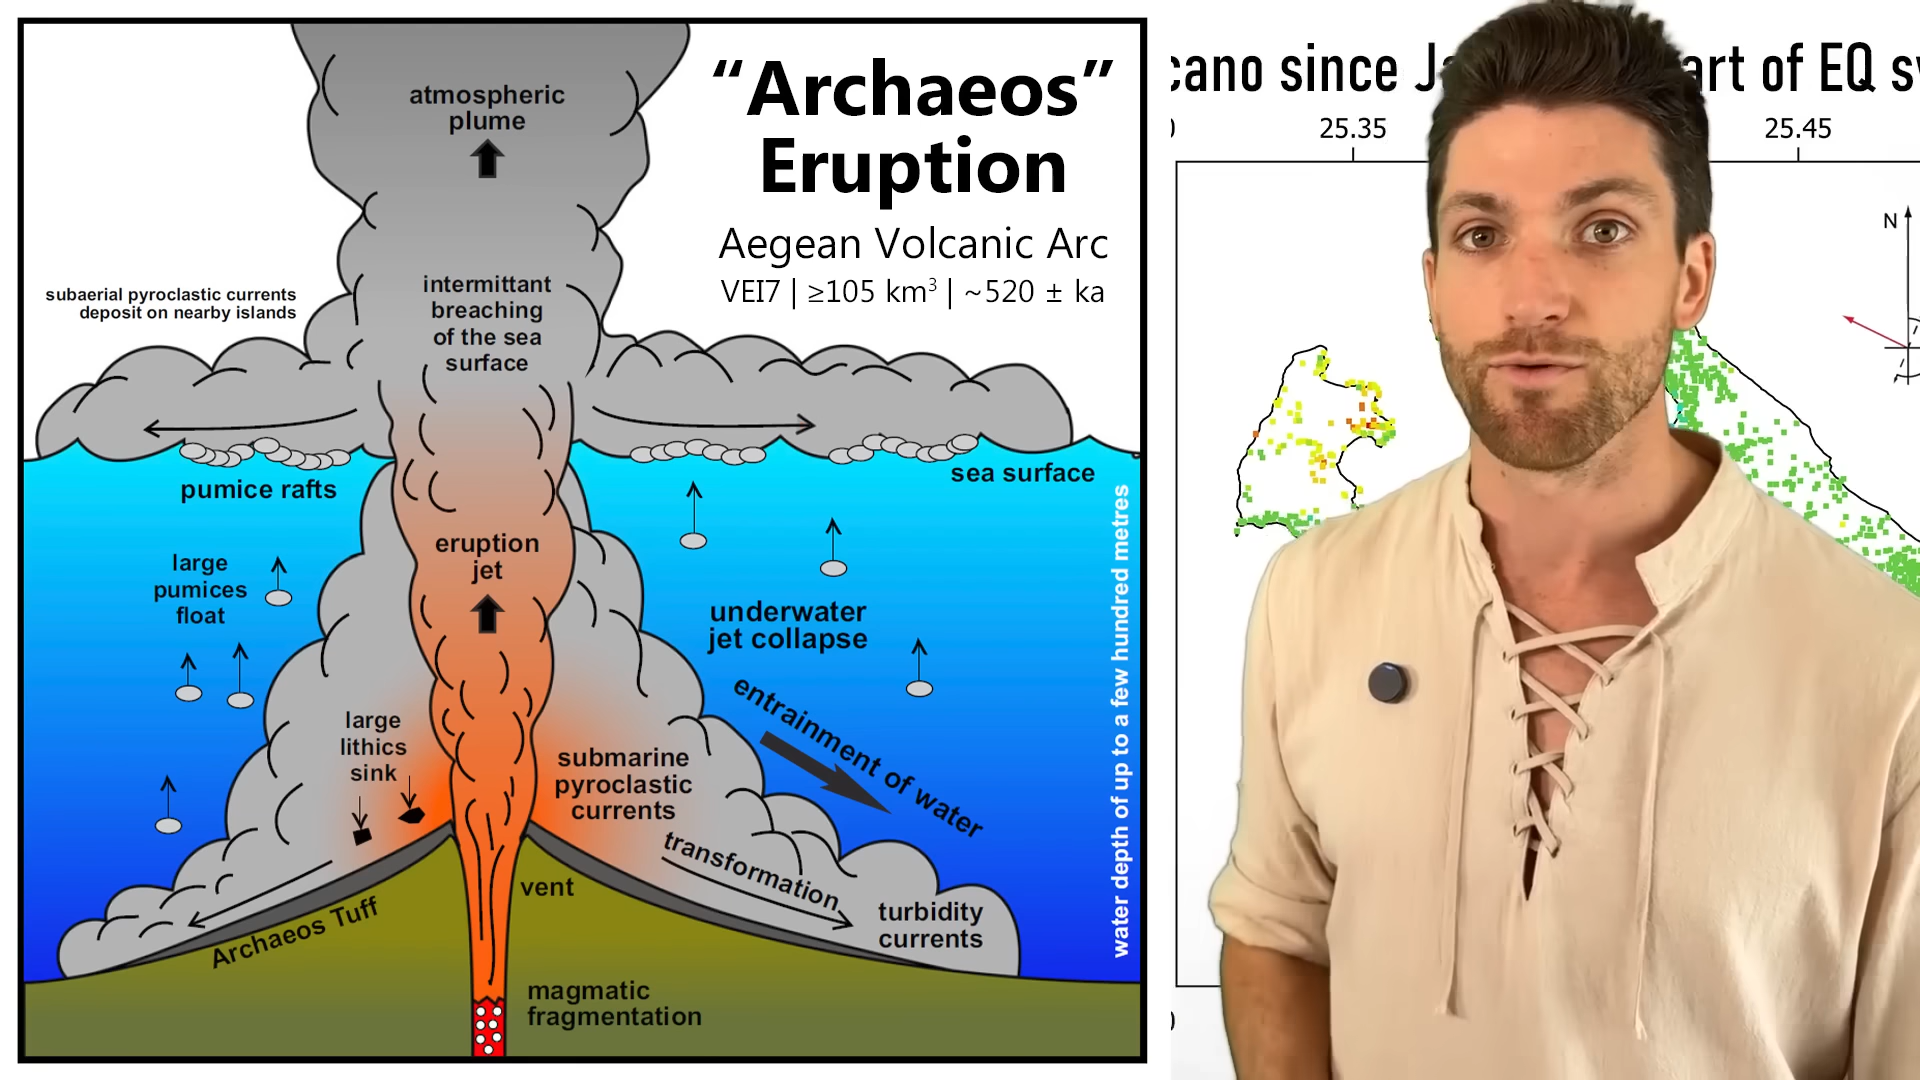 “Archaeos”
Eruption
Aegean Volcanic Arc
VEI7 | ≥105 km³ | ~520 ± ka
atmospheric
plume
intermittant
breaching
of the sea
surface
subaerial pyroclastic currents
deposit on nearby islands
pumice rafts
sea surface
large
pumices
float
eruption
jet
underwater
jet collapse
entrainment of water
large
lithics
sink
submarine
pyroclastic
currents
transformation
turbidity
currents
Archaeos Tuff
vent
magmatic
fragmentation
water depth of up to a few hundred metres
cano since
art of EQ
25.35
25.45
N